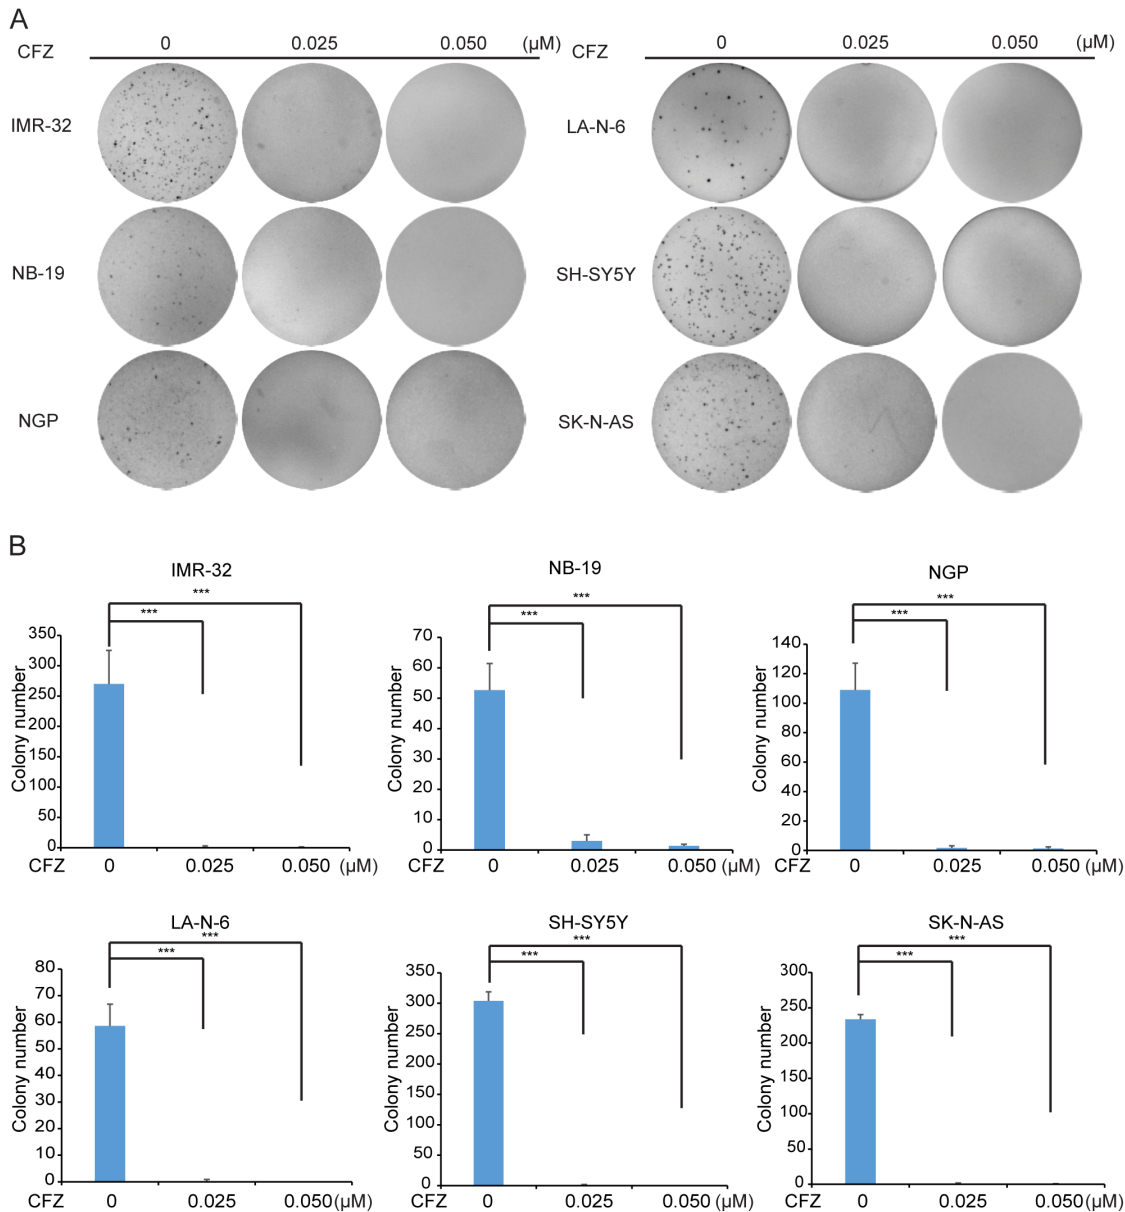 A
CFZ 0 0.025 0.050 (µM)
CFZ 0 0.025 0.050 (µM)
IMR-32
LA-N-6
NB-19
SH-SY5Y
NGP
SK-N-AS
B
IMR-32
***
***
Colony number
350
300
250
200
150
100
50
0
CFZ 0 0.025 0.050 (µM)
NB-19
***
***
Colony number
70
60
50
40
30
20
10
0
CFZ 0 0.025 0.050 (µM)
NGP
***
***
Colony number
140
120
100
80
60
40
20
0
CFZ 0 0.025 0.050 (µM)
LA-N-6
***
***
Colony number
80
70
60
50
40
30
20
10
0
CFZ 0 0.025 0.050 (µM)
SH-SY5Y
***
***
Colony number
350
300
250
200
150
100
50
0
CFZ 0 0.025 0.050 (µM)
SK-N-AS
***
***
Colony number
300
250
200
150
100
50
0
CFZ 0 0.025 0.050 (µM)